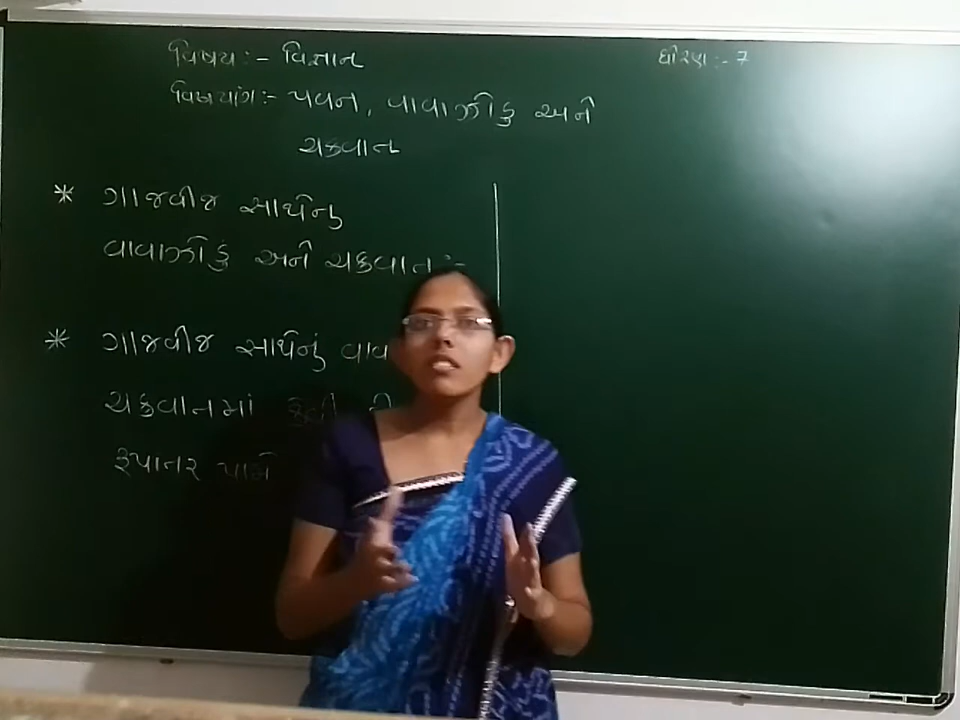 વિષય :- વિજ્ઞાન
ધોરણ :- 7
વિષયાંગ :- પવન, વાવાઝોડુ અને
ચક્રવાત
* ગાજવીજ સાથેનુ
વાવાઝોડુ અને ચક્રવાત :-
* ગાજવીજ સાથેનું
ચક્રવાતમાં કેવી
રૂપાતર પામે